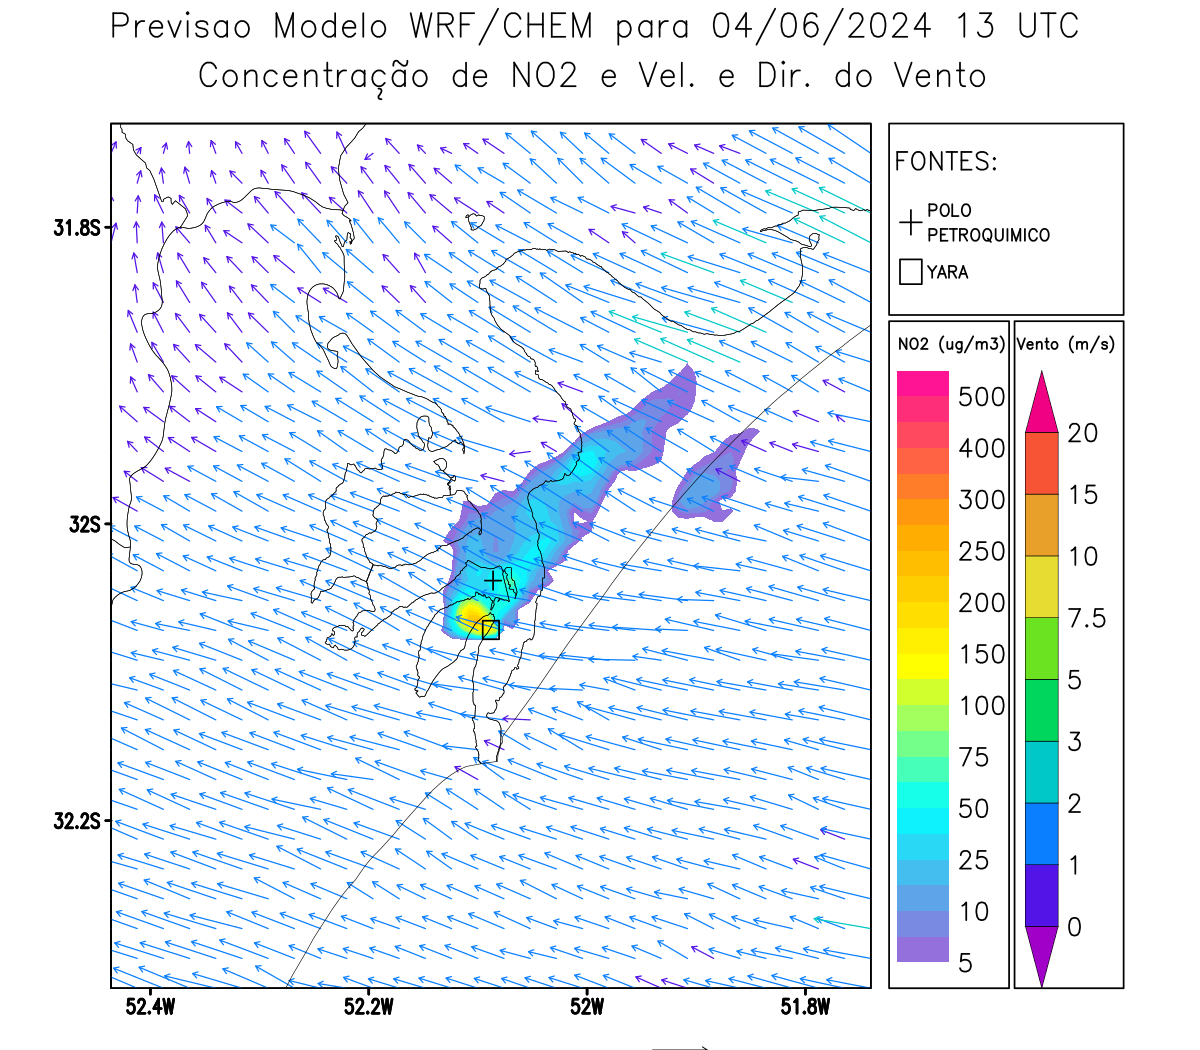 Previsao Modelo WRF/CHEM para 04/06/2024 13 UTC
Concentração de NO2 e Vel. e Dir. do Vento
FONTES:
POLO
PETROQUIMICO
YARA
NO2 (ug/m3)
500
400
300
250
200
150
100
75
50
25
10
5
Vento (m/s)
20
15
10
7.5
5
3
2
1
0
31.8S
32S
32.2S
52.4W
52.2W
52W
51.8W